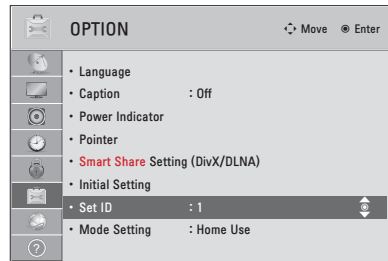 OPTION
Move Enter
• Language
• Caption : Off
• Power Indicator
• Pointer
• Smart Share Setting (DivX/DLNA)
• Initial Setting
• Set ID : 1
• Mode Setting : Home Use
?